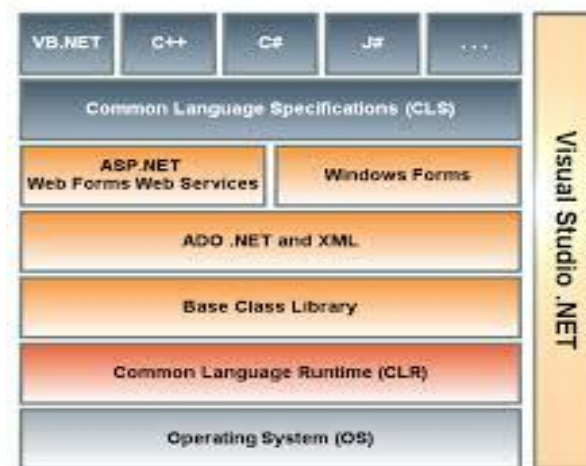 VB.NET
C++
C#
J#
...
Common Language Specifications (CLS)
ASP.NET
Web Forms Web Services
Windows Forms
ADO .NET and XML
Base Class Library
Common Language Runtime (CLR)
Operating System (OS)
Visual Studio .NET